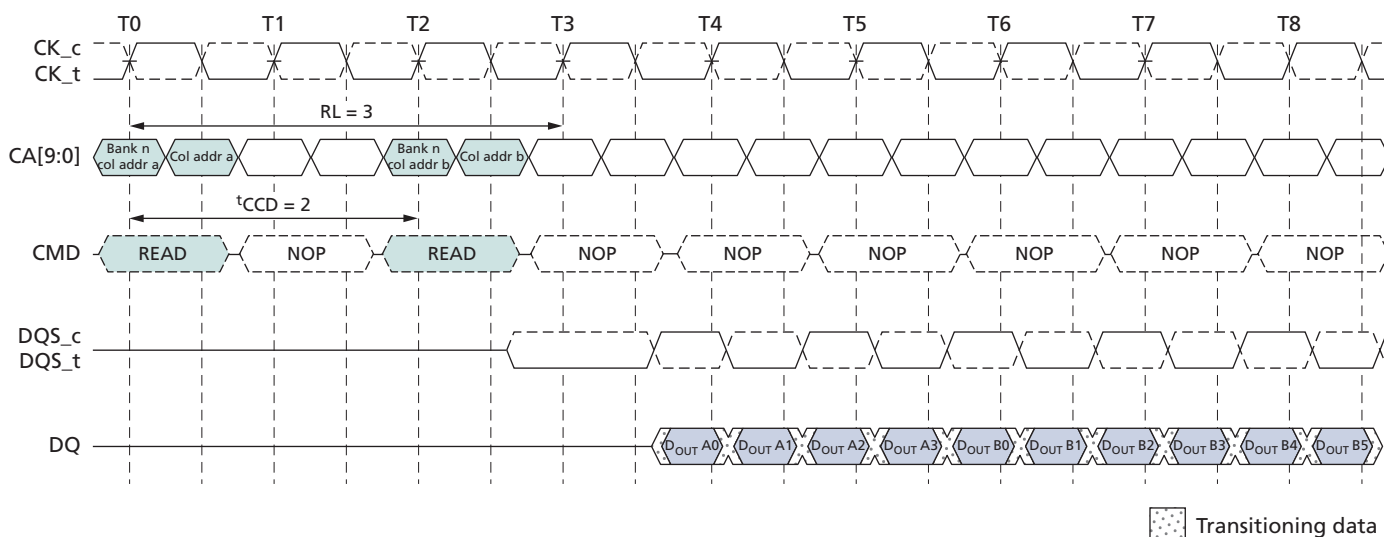 T0 T1 T2 T3 T4 T5 T6 T7 T8
CK_c
CK_t
RL = 3
CA[9:0]
Bank n
col addr a
Col addr a
Bank n
col addr b
Col addr b
tCCD = 2
CMD READ NOP READ NOP NOP NOP NOP NOP NOP
DQS_c
DQS_t
DQ DOUT A0 DOUT A1 DOUT A2 DOUT A3 DOUT B0 DOUT B1 DOUT B2 DOUT B3 DOUT B4 DOUT B5
Transitioning data